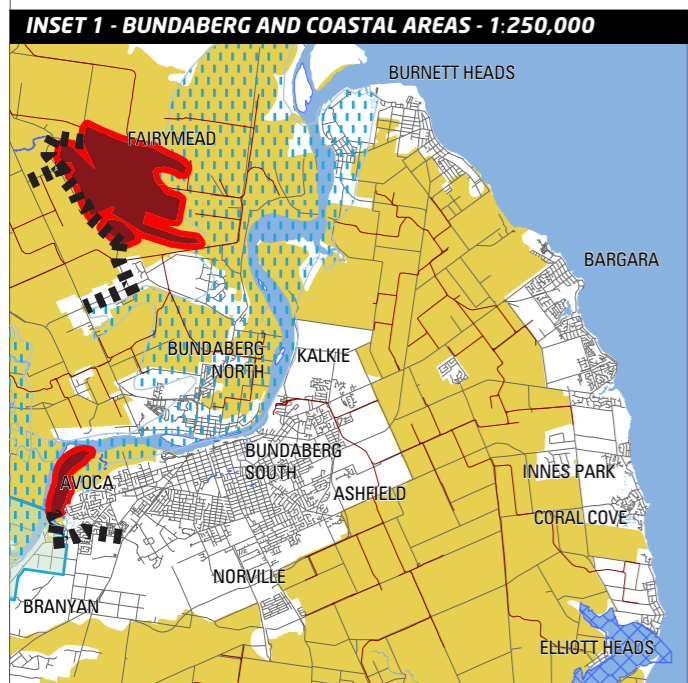 INSET 1 - BUNDABERG AND COASTAL AREAS - 1:250,000
BURNETT HEADS
FAIRYMEAD
BARGARA
BUNDABERG
NORTH
KALKIE
BUNDABERG
SOUTH
AVOCA
INNES PARK
ASHFIELD
CORAL COVE
NORVILLE
BRANYAN
ELLIOTT HEADS